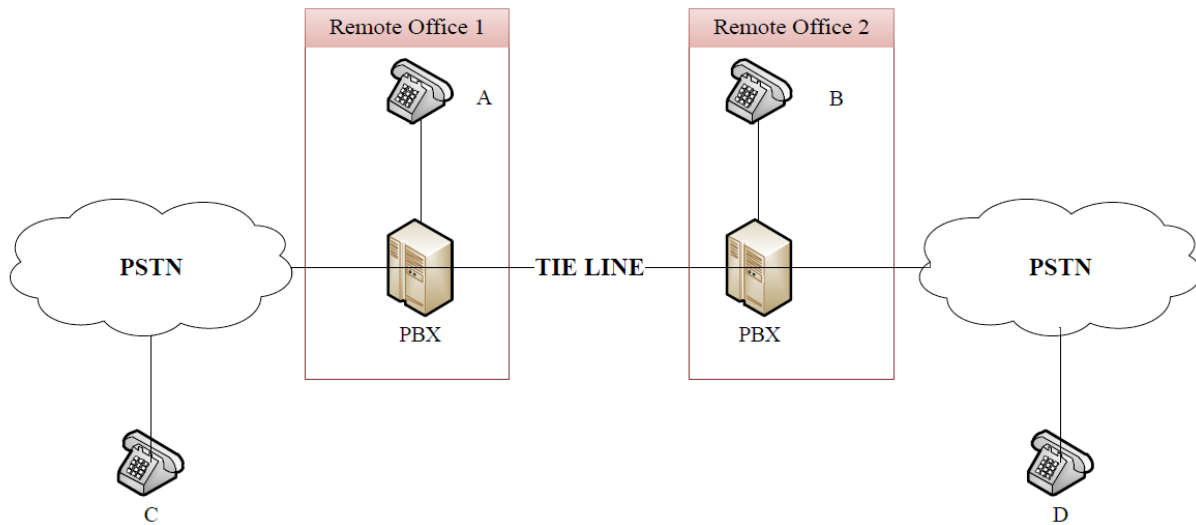 Remote Office 1
Remote Office 2
A
B
PSTN
TIE LINE
PSTN
PBX
PBX
C
D